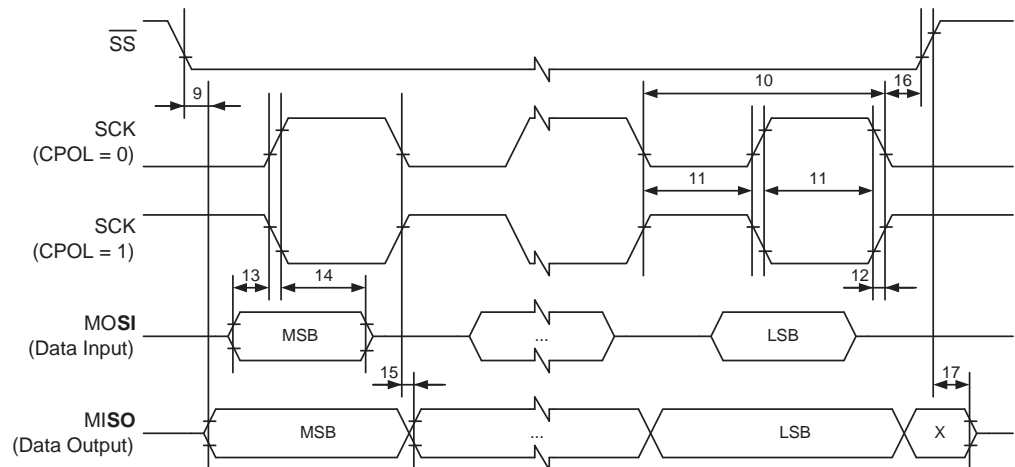 SS
9
10
16
SCK
(CPOL = 0)
11
11
SCK
(CPOL = 1)
13
14
12
MOSI
(Data Input)
MSB
...
LSB
15
17
MISO
(Data Output)
MSB
...
LSB
X